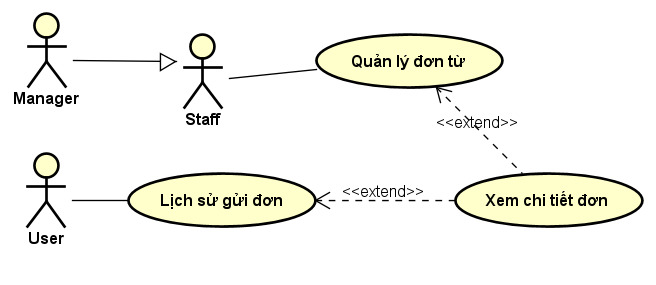 Manager
Staff
Quản lý đơn từ
<<extend>>
User
Lịch sử gửi đơn
<<extend>>
Xem chi tiết đơn